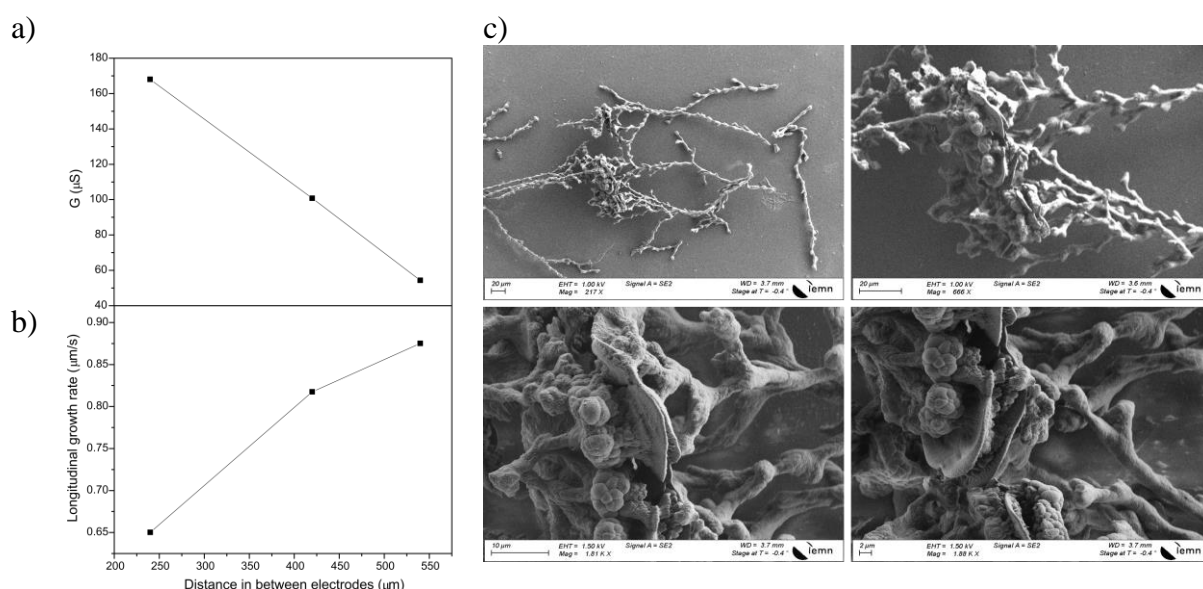 a)
180
160
140
120
100
80
60
40
G (µS)
b)
0.90
0.85
0.80
0.75
0.70
0.65
Longitudinal growth rate (µm/s)
200 250 300 350 400 450 500 550
Distance in between electrodes (µm)
c)
20 µm EHT = 1.00 kV Signal A = SE2 WD = 3.7 mm
Mag = 217 X Stage at T = -0.4 ° iemn
20 µm EHT = 1.00 kV Signal A = SE2 WD = 3.6 mm
Mag = 666 X Stage at T = -0.4 ° iemn
10 µm EHT = 1.50 kV Signal A = SE2 WD = 3.7 mm
Mag = 1.81 K X Stage at T = -0.4 ° iemn
2 µm EHT = 1.50 kV Signal A = SE2 WD = 3.7 mm
Mag = 1.88 K X Stage at T = -0.4 ° iemn